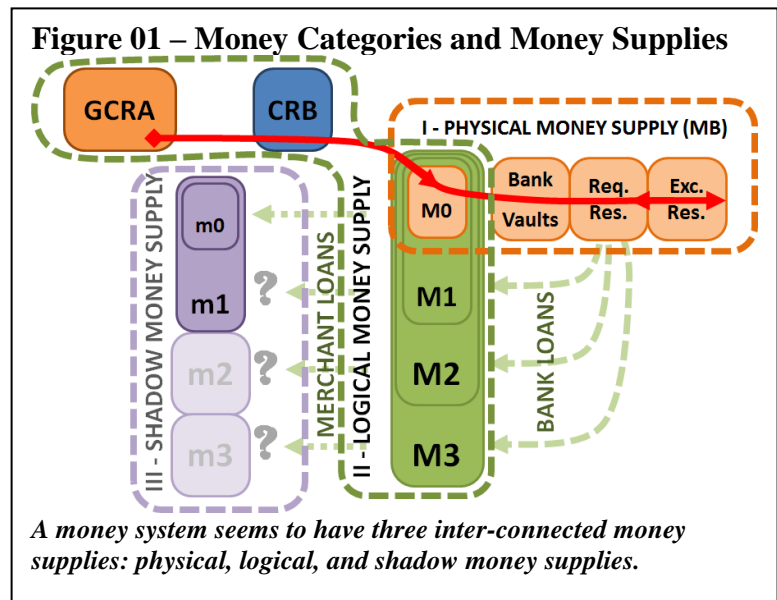 Figure 01 – Money Categories and Money Supplies
GCRA
CRB
I - PHYSICAL MONEY SUPPLY (MB)
M0
Bank
Vaults
Req.
Res.
Exc.
Res.
III - SHADOW MONEY SUPPLY
m0
m1
m2
m3
?
?
?
MERCHANT LOANS
II - LOGICAL MONEY SUPPLY
M1
M2
M3
BANK LOANS
A money system seems to have three inter-connected money
supplies: physical, logical, and shadow money supplies.